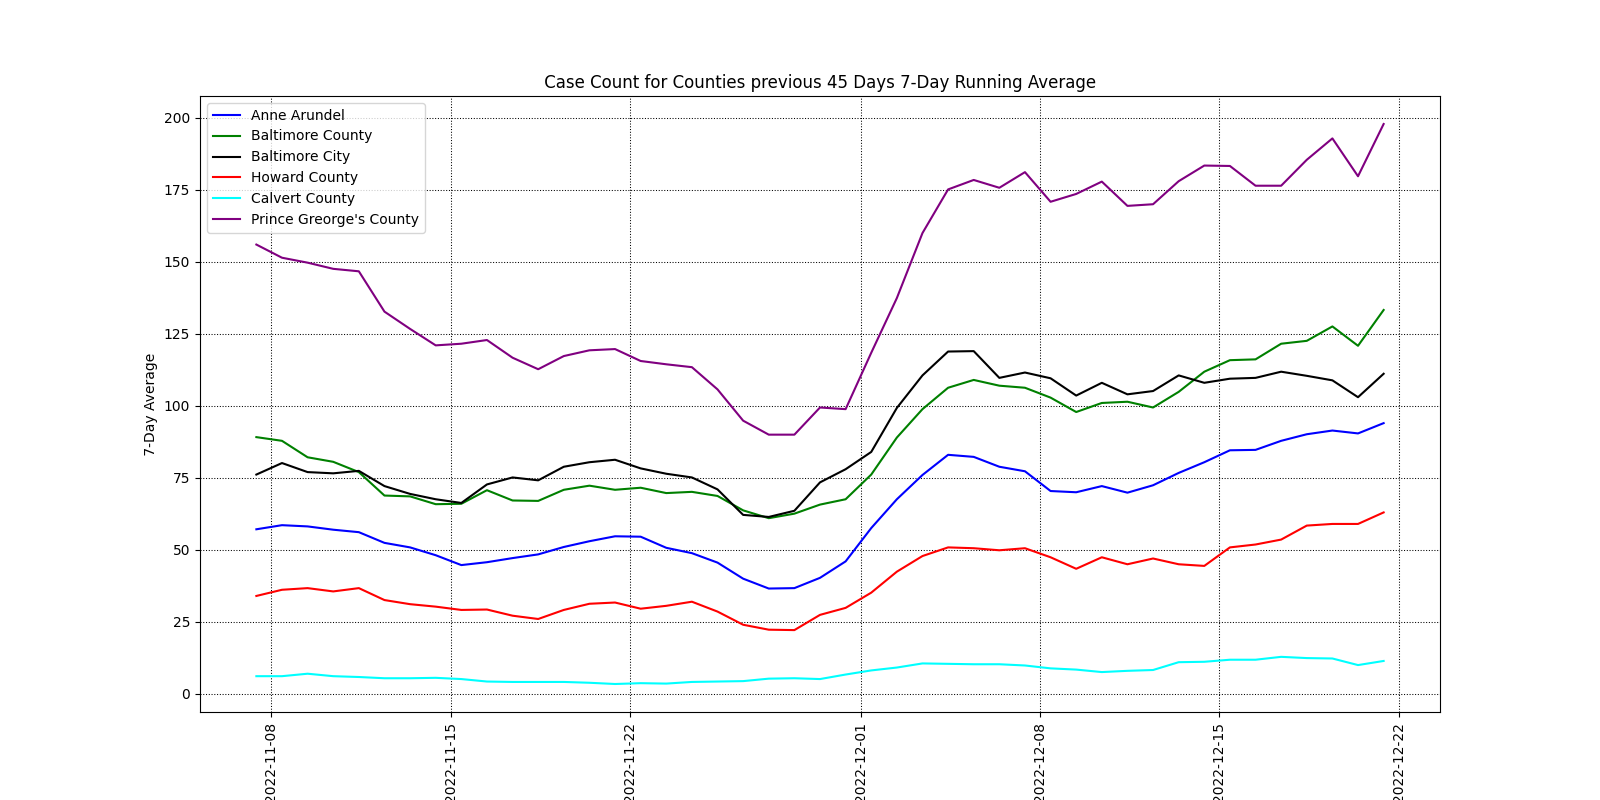 Case Count for Counties previous 45 Days 7-Day Running Average
Anne Arundel
Baltimore County
Baltimore City
Howard County
Calvert County
Prince Greorge's County
7-Day Average
200
175
150
125
100
75
50
25
0
2022-11-08
2022-11-15
2022-11-22
2022-12-01
2022-12-08
2022-12-15
2022-12-22